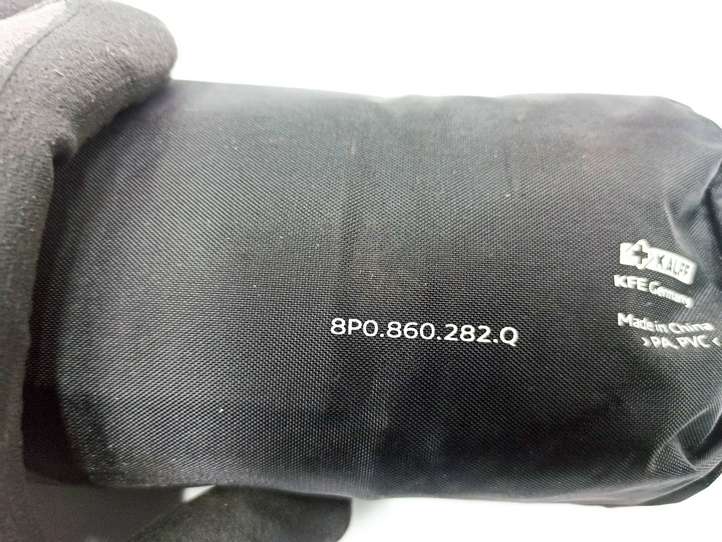 KALFF
KFE Germany
8P0.860.282.Q
Made in China
>PA, PVC<